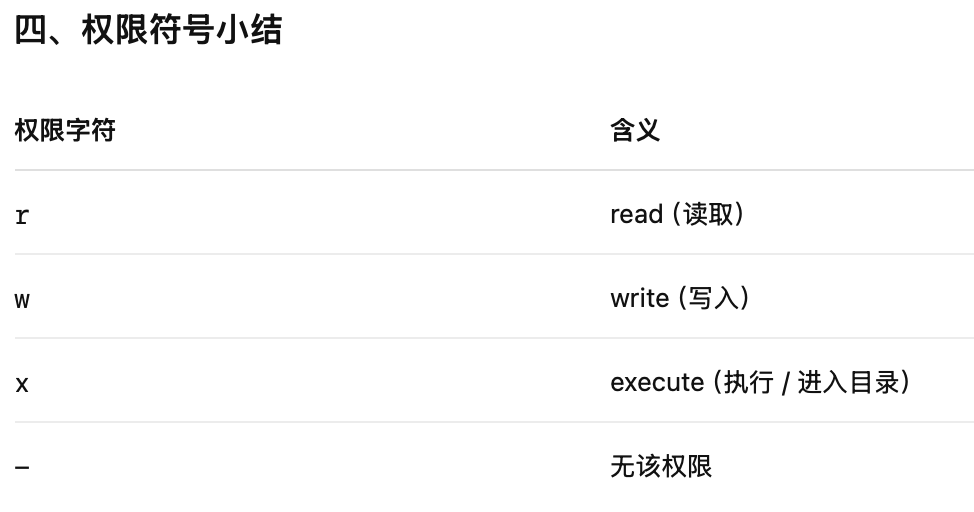 四、权限符号小结
权限字符 含义
r read（读取）
w write（写入）
x execute（执行 / 进入目录）
– 无该权限